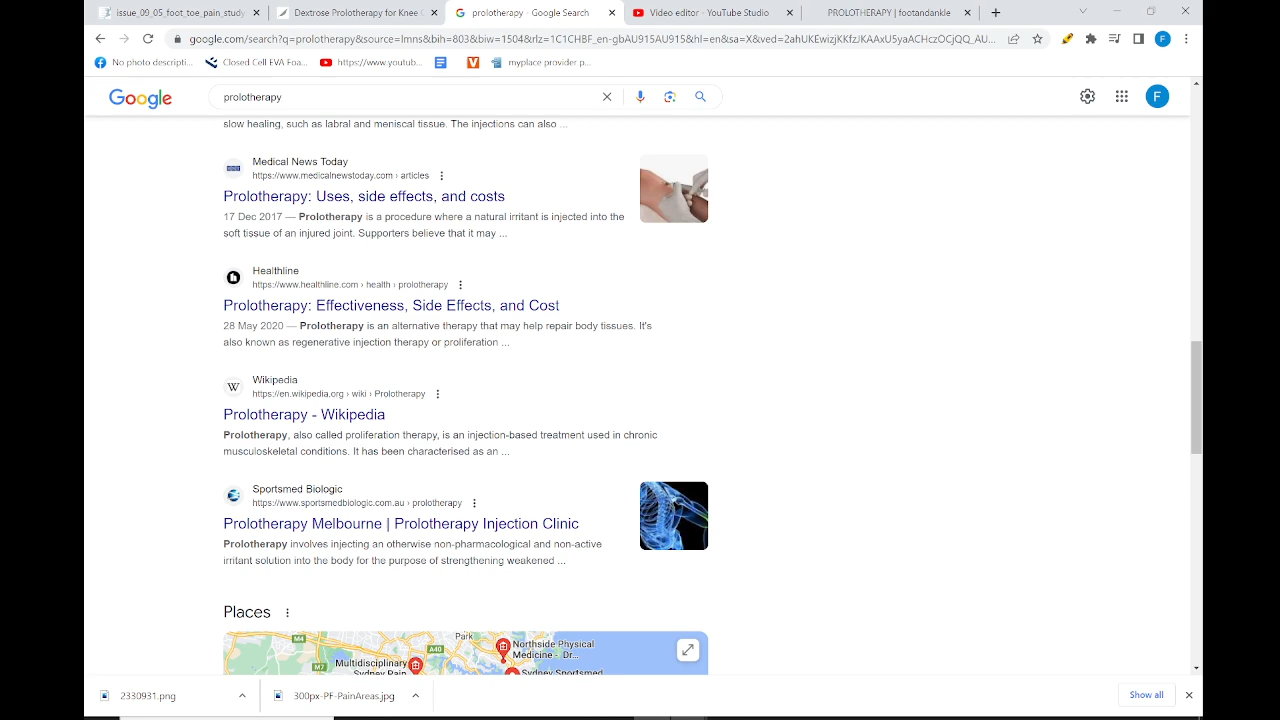 issue_09_05_foot_toe_pain_study
Dextrose Prolotherapy for Knee
prolotherapy - Google Search
Video editor - YouTube Studio
PROLOTHERAPY | footandankle
google.com/search?q=prolotherapy&source=lmns&bih=803&biw=1504&rlz=1C1CHBF_en-gbAU915AU915&hl=en&sa=X&ved=2ahUKEwizjKKfzJKAAxU5yaACHczOCjQQ_AU...
F
No photo descripti...
Closed Cell EVA Foa...
https://www.youtub...
myplace provider p...
Google
prolotherapy
F
slow healing, such as labral and meniscal tissue. The injections can also ...
Medical News Today
https://www.medicalnewstoday.com › articles
Prolotherapy: Uses, side effects, and costs
17 Dec 2017 — Prolotherapy is a procedure where a natural irritant is injected into the
soft tissue of an injured joint. Supporters believe that it may ...
Healthline
https://www.healthline.com › health › prolotherapy
Prolotherapy: Effectiveness, Side Effects, and Cost
28 May 2020 — Prolotherapy is an alternative therapy that may help repair body tissues. It's
also known as regenerative injection therapy or proliferation ...
W
Wikipedia
https://en.wikipedia.org › wiki › Prolotherapy
Prolotherapy - Wikipedia
Prolotherapy, also called proliferation therapy, is an injection-based treatment used in chronic
musculoskeletal conditions. It has been characterised as an ...
Sportsmed Biologic
https://www.sportsmedbiologic.com.au › prolotherapy
Prolotherapy Melbourne | Prolotherapy Injection Clinic
Prolotherapy involves injecting an otherwise non-pharmacological and non-active
irritant solution into the body for the purpose of strengthening weakened ...
Places
M4
Park
A40
Northside Physical
Medicine - Dr...
M7
Multidisciplinary
Sydney Pain
Sydney Sportsmed
2330931.png
300px-PF-PainAreas.jpg
Show all